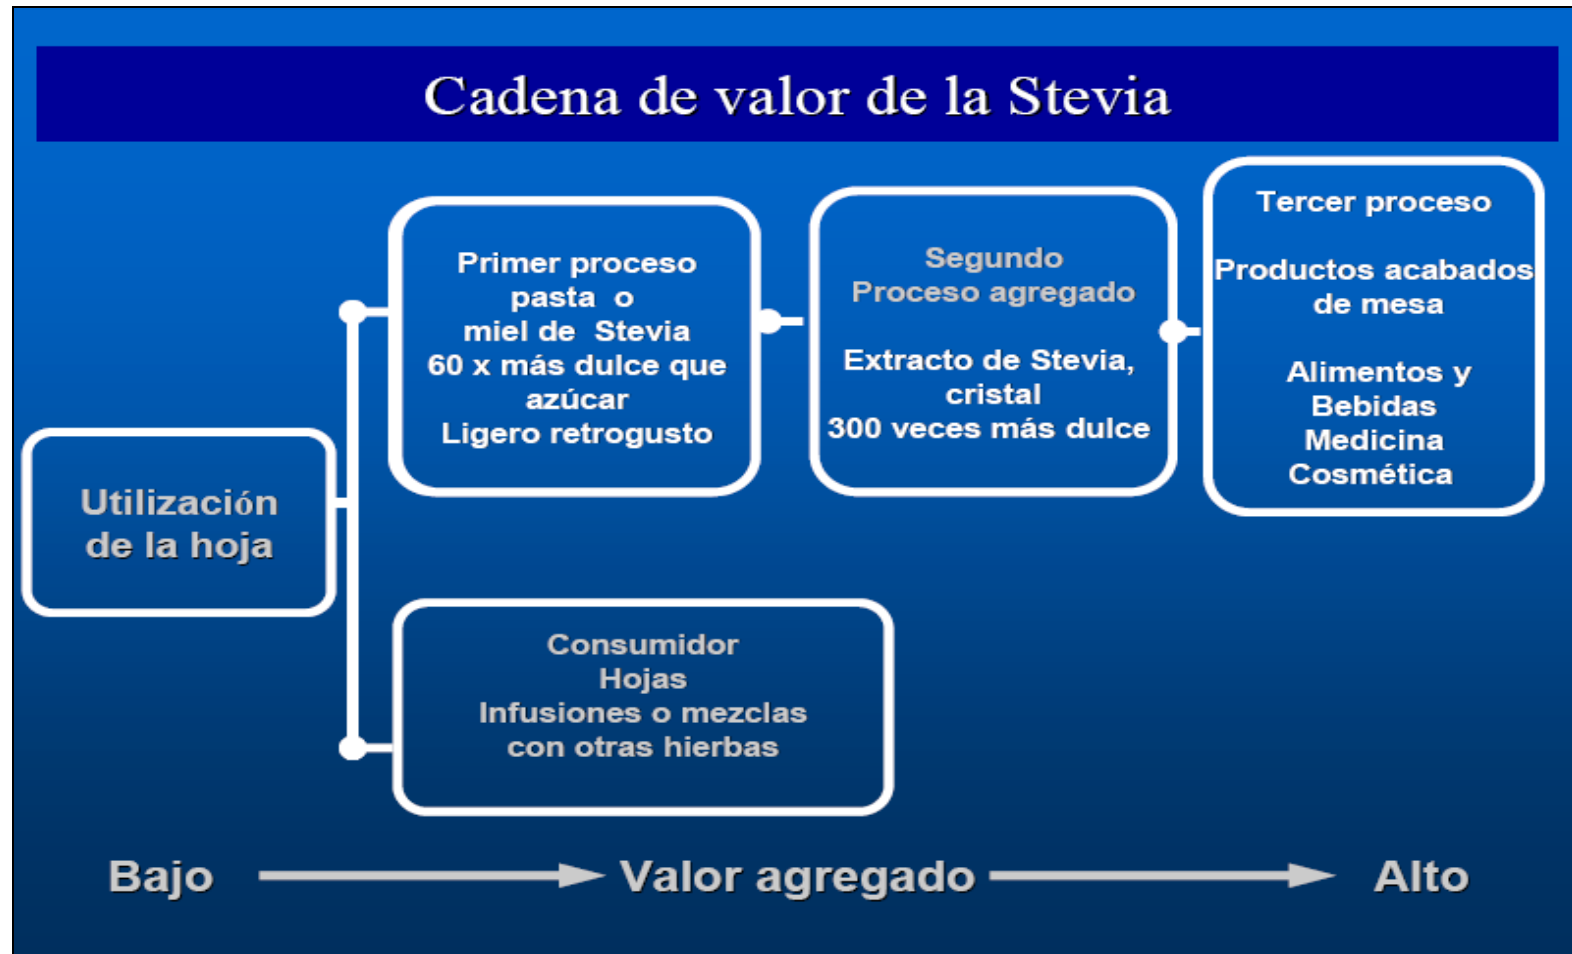 Cadena de valor de la Stevia
Utilización
de la hoja
Primer proceso
pasta o
miel de Stevia
60 x más dulce que
azúcar
Ligero retrogusto
Segundo
Proceso agregado
Extracto de Stevia,
cristal
300 veces más dulce
Tercer proceso
Productos acabados
de mesa
Alimentos y
Bebidas
Medicina
Cosmética
Consumidor
Hojas
Infusiones o mezclas
con otras hierbas
Bajo
Valor agregado
Alto